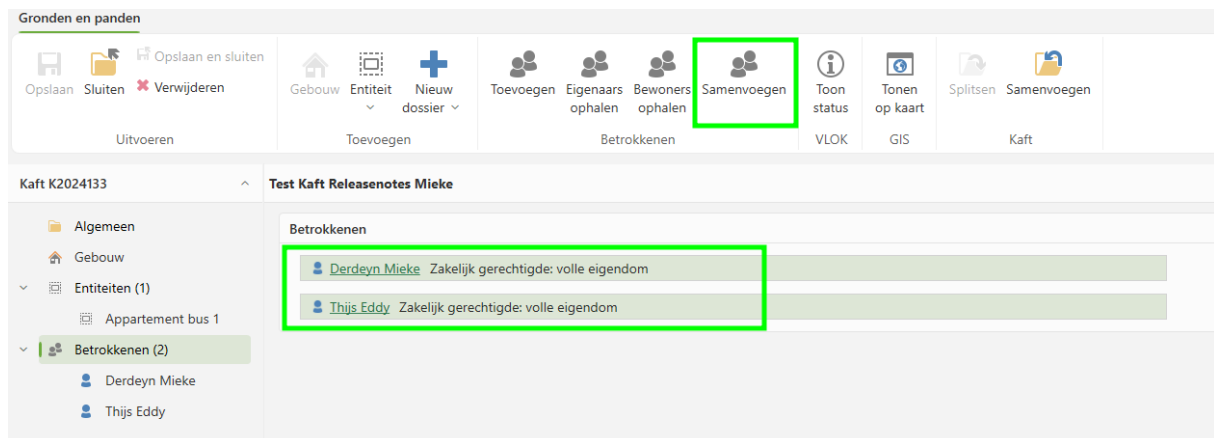 Gronden en panden
Opslaan
Sluiten
Opslaan en sluiten
Verwijderen
Uitvoeren
Gebouw
Entiteit
Nieuw
dossier
Toevoegen
Toevoegen
Eigenaars
ophalen
Bewoners
ophalen
Samenvoegen
Betrokkenen
Toon
status
VLOK
Tonen
op kaart
GIS
Splitsen
Samenvoegen
Kaft
Kaft K2024133
Algemeen
Gebouw
Entiteiten (1)
Appartement bus 1
Betrokkenen (2)
Derdeyn Mieke
Thijs Eddy
Test Kaft Releasenotes Mieke
Betrokkenen
Derdeyn Mieke Zakelijk gerechtigde: volle eigendom
Thijs Eddy Zakelijk gerechtigde: volle eigendom